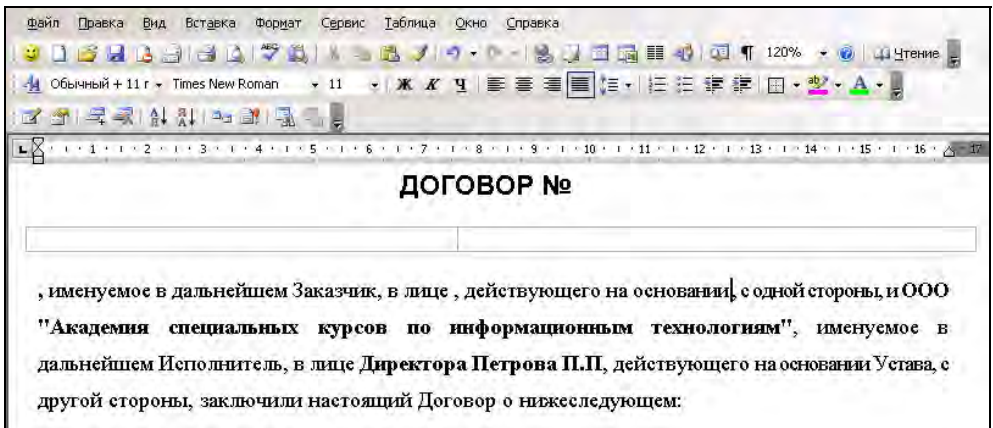 Файл Правка Вид Вставка Формат Сервис Таблица Окно Справка
120% Чтение
Обычный + 11 г Times New Roman 11 Ж К Ч
1 2 3 4 5 6 7 8 9 10 11 12 13 14 15 16 17
ДОГОВОР №
, именуемое в дальнейшем Заказчик, в лице , действующего на основании, с одной стороны, и ООО
"Академия специальных курсов по информационным технологиям", именуемое в
дальнейшем Исполнитель, в лице Директора Петрова П.П, действующего на основании Устава, с
другой стороны, заключили настоящий Договор о нижеследующем: